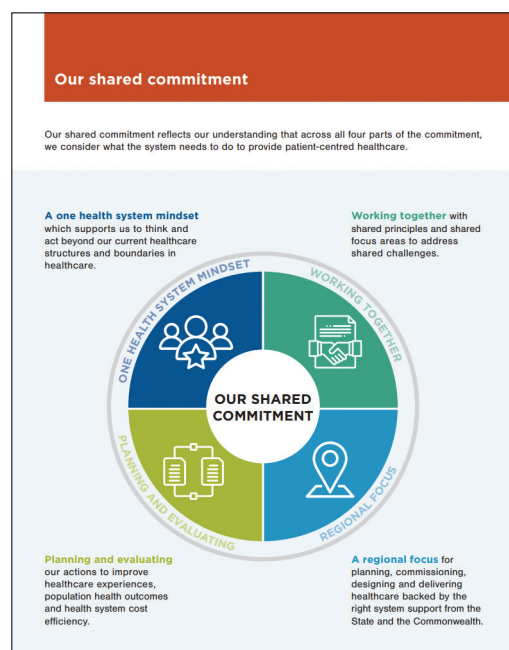 Our shared commitment
Our shared commitment reflects our understanding that across all four parts of the commitment,
we consider what the system needs to do to provide patient-centred healthcare.
A one health system mindset
which supports us to think and
act beyond our current healthcare
structures and boundaries in
healthcare.
Working together with
shared principles and shared
focus areas to address
shared challenges.
ONE HEALTH SYSTEM MINDSET
WORKING TOGETHER
OUR SHARED
COMMITMENT
PLANNING AND EVALUATING
REGIONAL FOCUS
Planning and evaluating
our actions to improve
healthcare experiences,
population health outcomes
and health system cost
efficiency.
A regional focus for
planning, commissioning,
designing and delivering
healthcare backed by the
right system support from the
State and the Commonwealth.